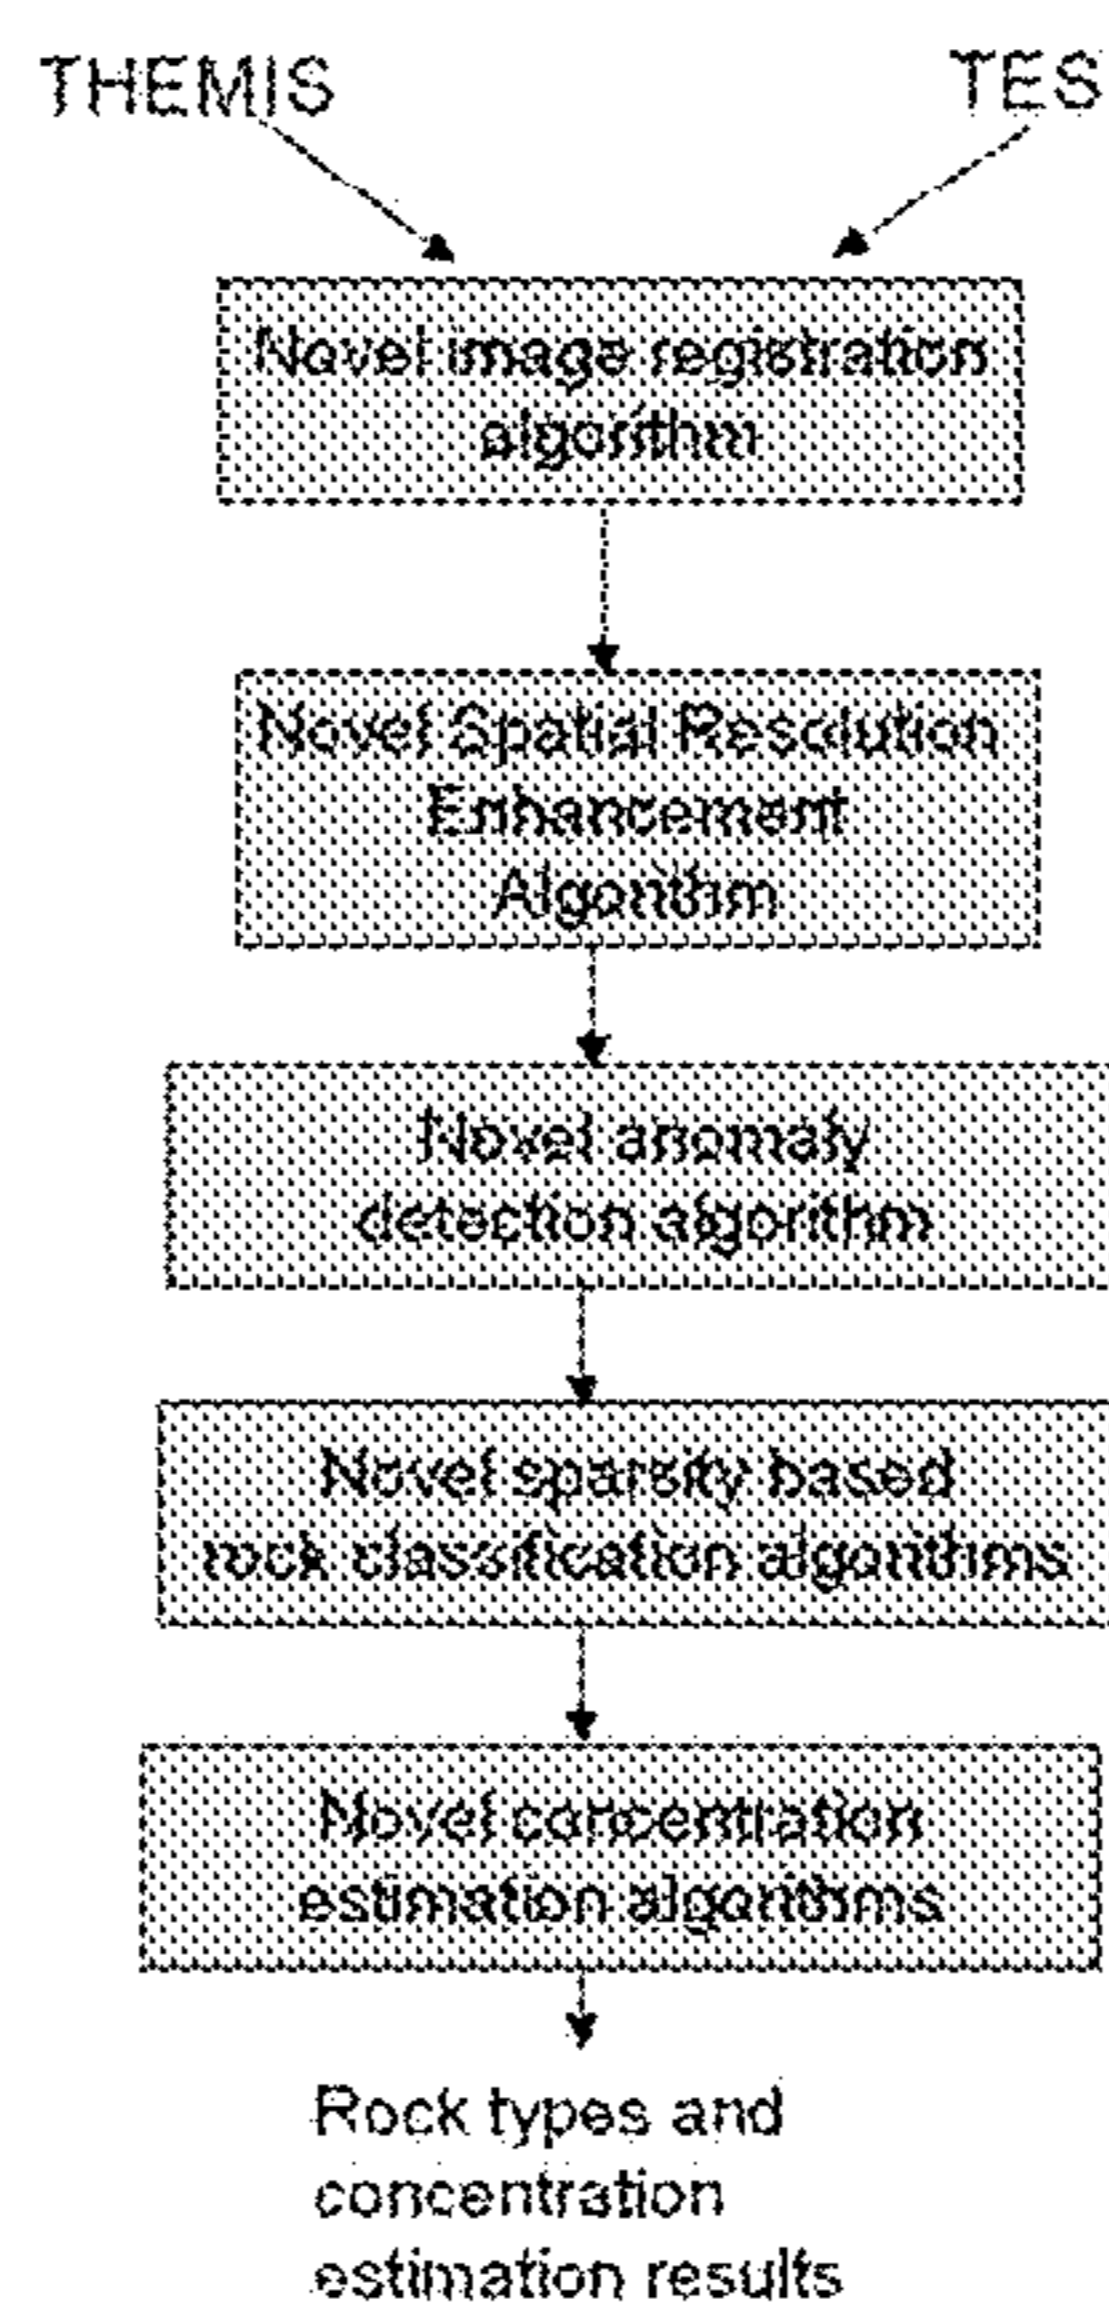 THEMIS
TES
Novel image registration
algorithm
Novel Spatial Resolution
Enhancement
Algorithm
Novel anomaly
detection algorithm
Novel sparsity based
rock classification algorithms
Novel concentration
estimation algorithms
Rock types and
concentration
estimation results